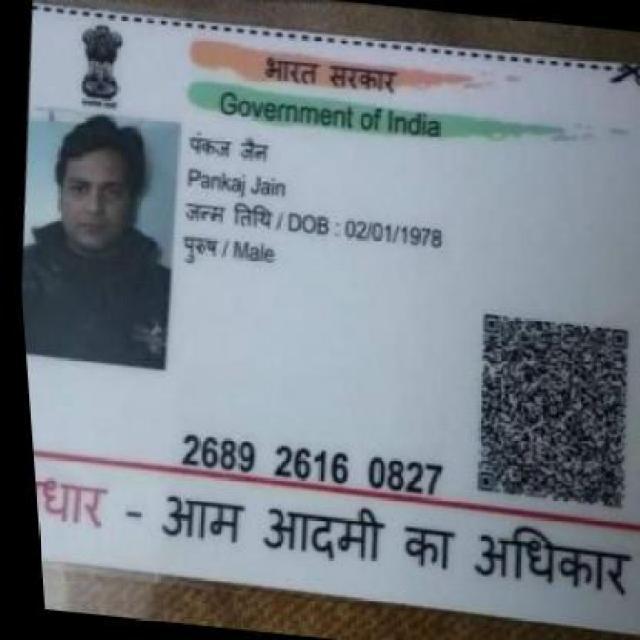 भारत सरकार
Government of India
पंकज जैन
Pankaj Jain
जन्म तिथि / DOB : 02/01/1978
पुरुष / Male
2689 2616 0827
धार - आम आदमी का अधिकार